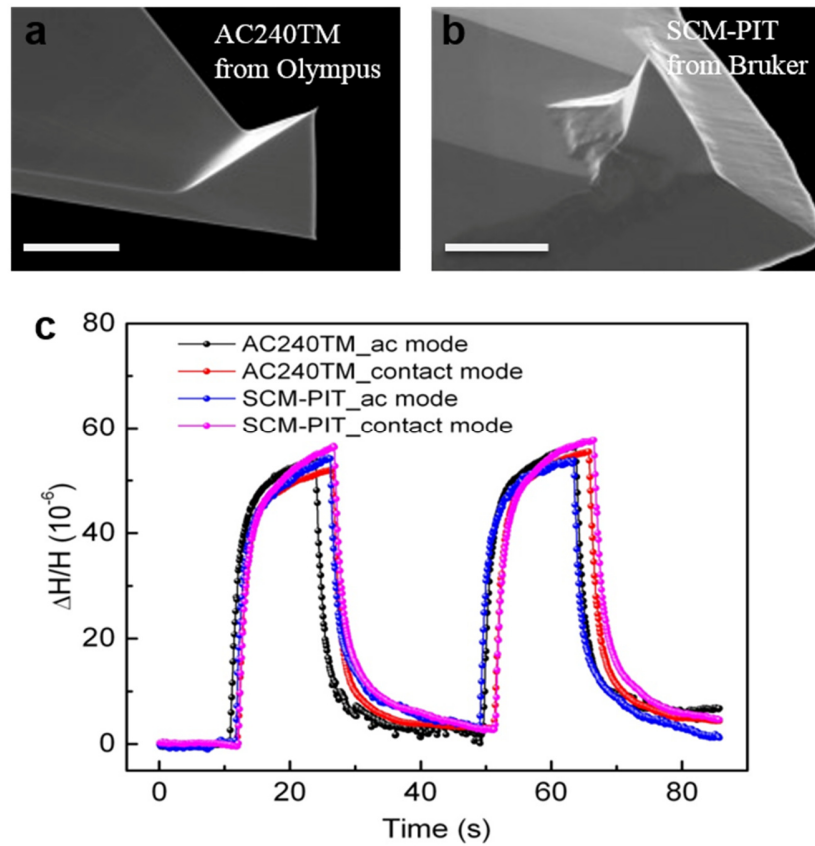 a
AC240TM
from Olympus
b
SCM-PIT
from Bruker
c
80
60
40
20
0
ΔH/H (10⁻⁶)
AC240TM_ac mode
AC240TM_contact mode
SCM-PIT_ac mode
SCM-PIT_contact mode
0 20 40 60 80
Time (s)